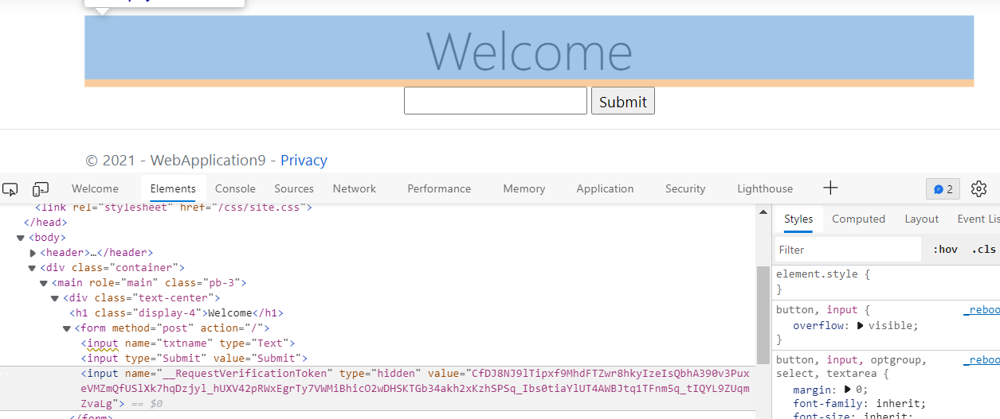 Welcome
Submit
© 2021 - WebApplication9 - Privacy
Welcome Elements Console Sources Network Performance Memory Application Security Lighthouse 2
<link rel="stylesheet" href="/css/site.css">
</head>
<body>
<header>…</header>
<div class="container">
<main role="main" class="pb-3">
<div class="text-center">
<h1 class="display-4">Welcome</h1>
<form method="post" action="/">
<input name="txtname" type="Text">
<input type="Submit" value="Submit">
<input name="__RequestVerificationToken" type="hidden" value="CfDJ8NJ9lTipxf9MhdFTZwr8hkyIzeIsQbhA390v3Pux
eVMZmQfUSlXk7hqDzjyl_hUXV42pRWxEgrTy7VWMiBhicO2wDHSKTGb34akh2xKzhSPSq_Ibs0tiaYlUT4AWBJtq1TFnm5q_tIQYL9ZUqm
ZvaLg"> == $0
</form>
Styles Computed Layout Event Lis
Filter :hov .cls
element.style {
}
button, input { _reboo
overflow: visible;
}
button, input, optgroup, _reboo
select, textarea {
margin: 0;
font-family: inherit;
font-size: inherit;